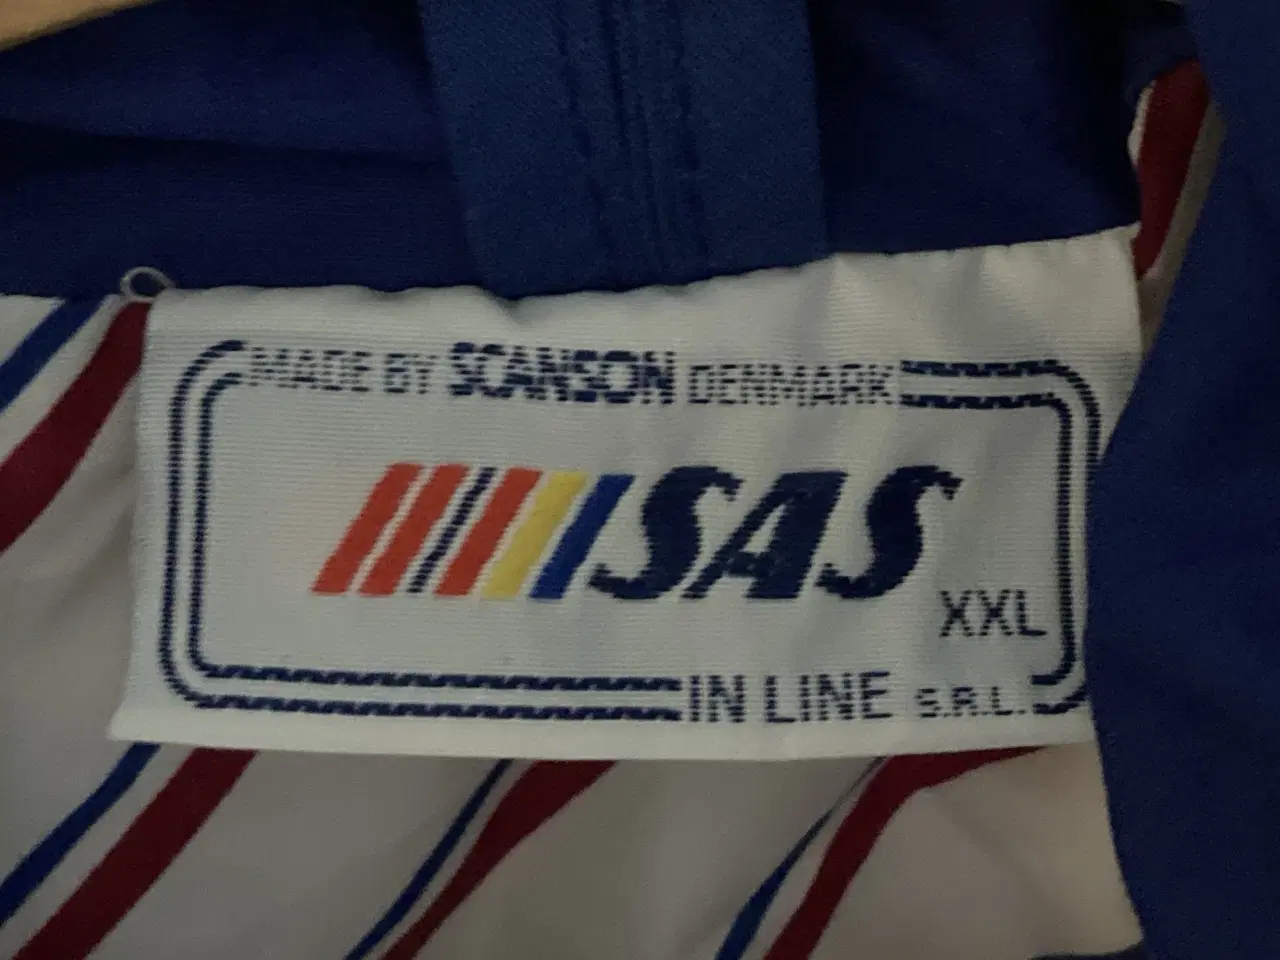 MADE BY SCANSON DENMARK
SAS
XXL
IN LINE S.R.L.